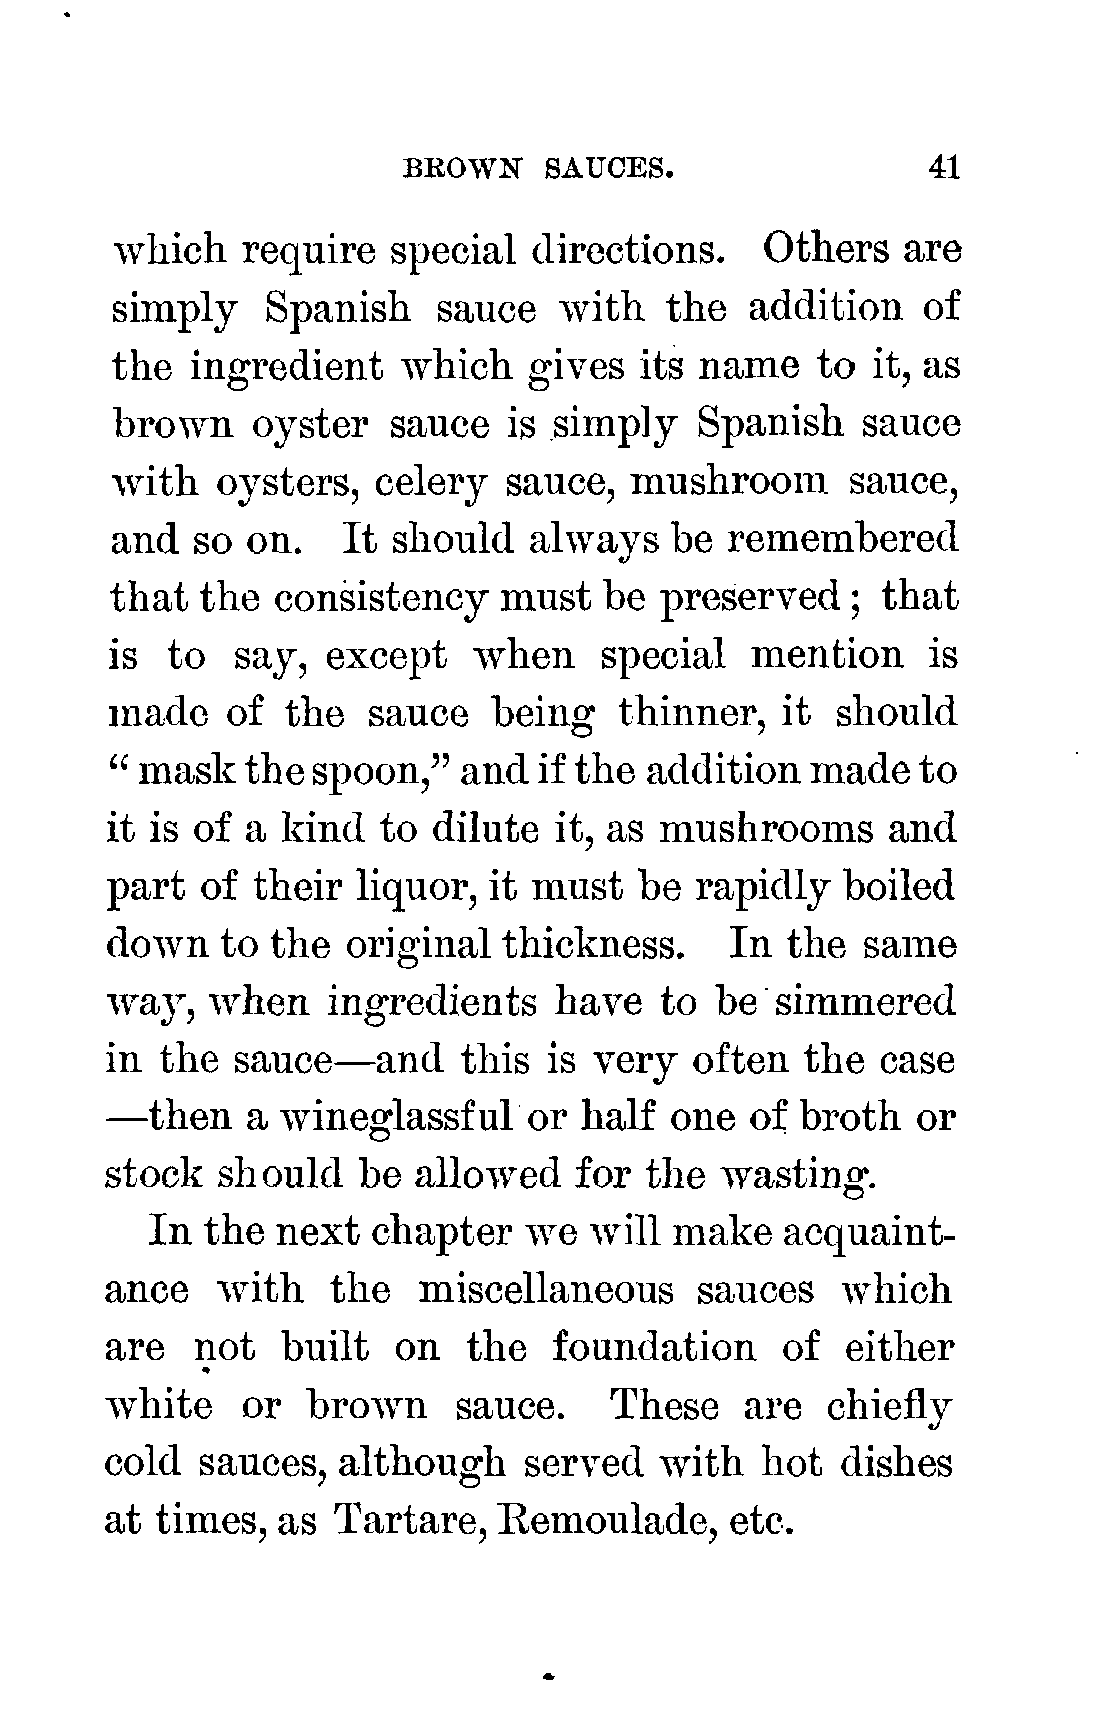 BROWN SAUCES. 41
which require special directions. Others are
simply Spanish sauce with the addition of
the ingredient which gives its name to it, as
brown oyster sauce is simply Spanish sauce
with oysters, celery sauce, mushroom sauce,
and so on. It should always be remembered
that the consistency must be preserved; that
is to say, except when special mention is
made of the sauce being thinner, it should
“mask the spoon,” and if the addition made to
it is of a kind to dilute it, as mushrooms and
part of their liquor, it must be rapidly boiled
down to the original thickness. In the same
way, when ingredients have to be simmered
in the sauce—and this is very often the case
—then a wineglassful or half one of broth or
stock should be allowed for the wasting.
In the next chapter we will make acquaint-
ance with the miscellaneous sauces which
are not built on the foundation of either
white or brown sauce. These are chiefly
cold sauces, although served with hot dishes
at times, as Tartare, Remoulade, etc.